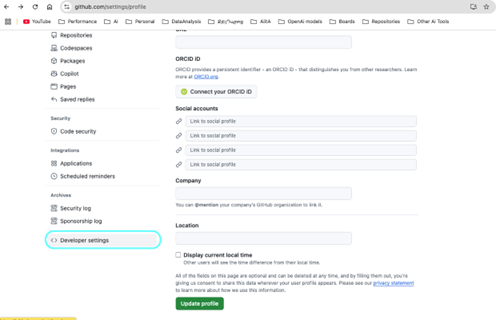 github.com/settings/profile
YouTube
Performance
AI
Personal
DataAnalysis
AIXA
OpenAi models
Boards
Repositories
Other Ai Tools
Repositories
Codespaces
Packages
Copilot
Pages
Saved replies
Security
Code security
Integrations
Applications
Scheduled reminders
Archives
Security log
Sponsorship log
Developer settings
ORCID iD
ORCID provides a persistent identifier - an ORCID iD - that distinguishes you from other researchers. Learn
more at ORCID.org.
Connect your ORCID iD
Social accounts
Link to social profile
Link to social profile
Link to social profile
Link to social profile
Company
You can @mention your company's GitHub organization to link it.
Location
Display current local time
Other users will see the time difference from their local time.
All of the fields on this page are optional and can be deleted at any time, and by filling them out, you're
giving us consent to share this data wherever your user profile appears. Please see our privacy statement
to learn more about how we use this information.
Update profile